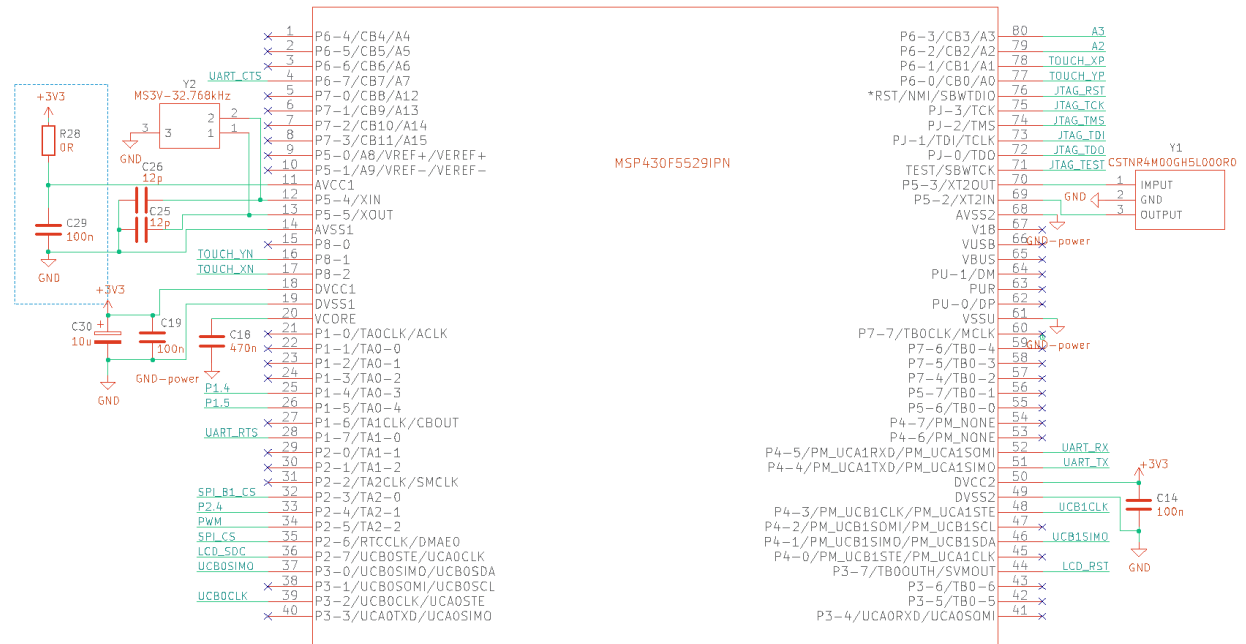 MSP430F5529IPN
1 P6-4/CB4/A4
2 P6-5/CB5/A5
3 P6-6/CB6/A6
UART_CTS 4 P6-7/CB7/A7
5 P7-0/CB8/A12
6 P7-1/CB9/A13
7 P7-2/CB10/A14
8 P7-3/CB11/A15
9 P5-0/A8/VREF+/VEREF+
10 P5-1/A9/VREF-/VEREF-
11 AVCC1
12 P5-4/XIN
13 P5-5/XOUT
14 AVSS1
15 P8-0
TOUCH_YN 16 P8-1
TOUCH_XN 17 P8-2
18 DVCC1
19 DVSS1
20 VCORE
21 P1-0/TA0CLK/ACLK
22 P1-1/TA0-0
23 P1-2/TA0-1
24 P1-3/TA0-2
P1.4 25 P1-4/TA0-3
P1.5 26 P1-5/TA0-4
27 P1-6/TA1CLK/CBOUT
UART_RTS 28 P1-7/TA1-0
29 P2-0/TA1-1
30 P2-1/TA1-2
31 P2-2/TA2CLK/SMCLK
SPI_B1_CS 32 P2-3/TA2-0
P2.4 33 P2-4/TA2-1
PWM 34 P2-5/TA2-2
SPI_CS 35 P2-6/RTCCLK/DMAE0
LCD_SDC 36 P2-7/UCB0STE/UCA0CLK
UCB0SIMO 37 P3-0/UCB0SIMO/UCB0SDA
38 P3-1/UCB0SOMI/UCB0SCL
UCB0CLK 39 P3-2/UCB0CLK/UCA0STE
40 P3-3/UCA0TXD/UCA0SIMO
Y2
MS3V-32.768kHz
2 2
3 3 1 1
GND
+3V3
R28
0R
C29
100n
GND
C26
12p
C25
12p
+3V3
C30 +
10u
C19
100n
GND
C18
470n
GND-power
P6-3/CB3/A3 80 A3
P6-2/CB2/A2 79 A2
P6-1/CB1/A1 78 TOUCH_XP
P6-0/CB0/A0 77 TOUCH_YP
*RST/NMI/SBWTDIO 76 JTAG_RST
PJ-3/TCK 75 JTAG_TCK
PJ-2/TMS 74 JTAG_TMS
PJ-1/TDI/TCLK 73 JTAG_TDI
PJ-0/TDO 72 JTAG_TDO
TEST/SBWTCK 71 JTAG_TEST
P5-3/XT2OUT 70
P5-2/XT2IN 69
AVSS2 68
V18 67
VUSB 66
VBUS 65
PU-1/DM 64
PUR 63
PU-0/DP 62
VSSU 61
P7-7/TB0CLK/MCLK 60
P7-6/TB0-4 59
P7-5/TB0-3 58
P7-4/TB0-2 57
P5-7/TB0-1 56
P5-6/TB0-0 55
P4-7/PM_NONE 54
P4-6/PM_NONE 53
P4-5/PM_UCA1RXD/PM_UCA1SOMI 52 UART_RX
P4-4/PM_UCA1TXD/PM_UCA1SIMO 51 UART_TX
DVCC2 50
DVSS2 49
P4-3/PM_UCB1CLK/PM_UCA1STE 48 UCB1CLK
P4-2/PM_UCB1SOMI/PM_UCB1SCL 47
P4-1/PM_UCB1SIMO/PM_UCB1SDA 46 UCB1SIMO
P4-0/PM_UCB1STE/PM_UCA1CLK 45
P3-7/TB0OUTH/SVMOUT 44 LCD_RST
P3-6/TB0-6 43
P3-5/TB0-5 42
P3-4/UCA0RXD/UCA0SOMI 41
Y1
CSTNR4M00GH5L000R0
1 IMPUT
GND 2 GND
3 OUTPUT
GND-power
GND-power
+3V3
C14
100n
GND